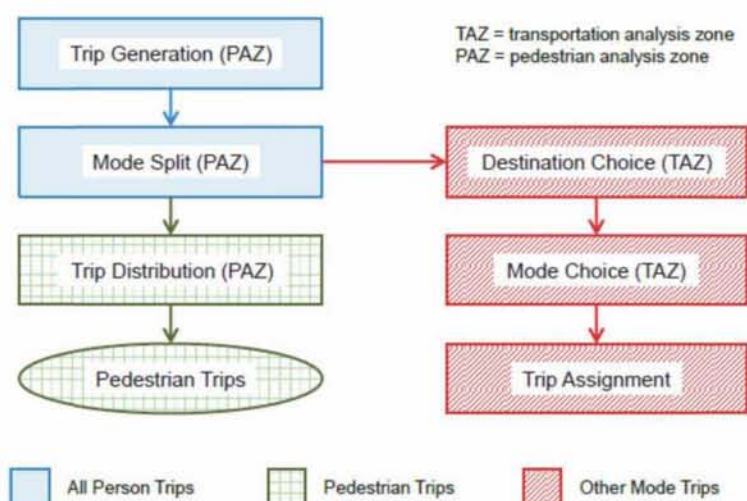 Trip Generation (PAZ)
TAZ = transportation analysis zone
PAZ = pedestrian analysis zone
Mode Split (PAZ)
Destination Choice (TAZ)
Trip Distribution (PAZ)
Mode Choice (TAZ)
Pedestrian Trips
Trip Assignment
All Person Trips
Pedestrian Trips
Other Mode Trips